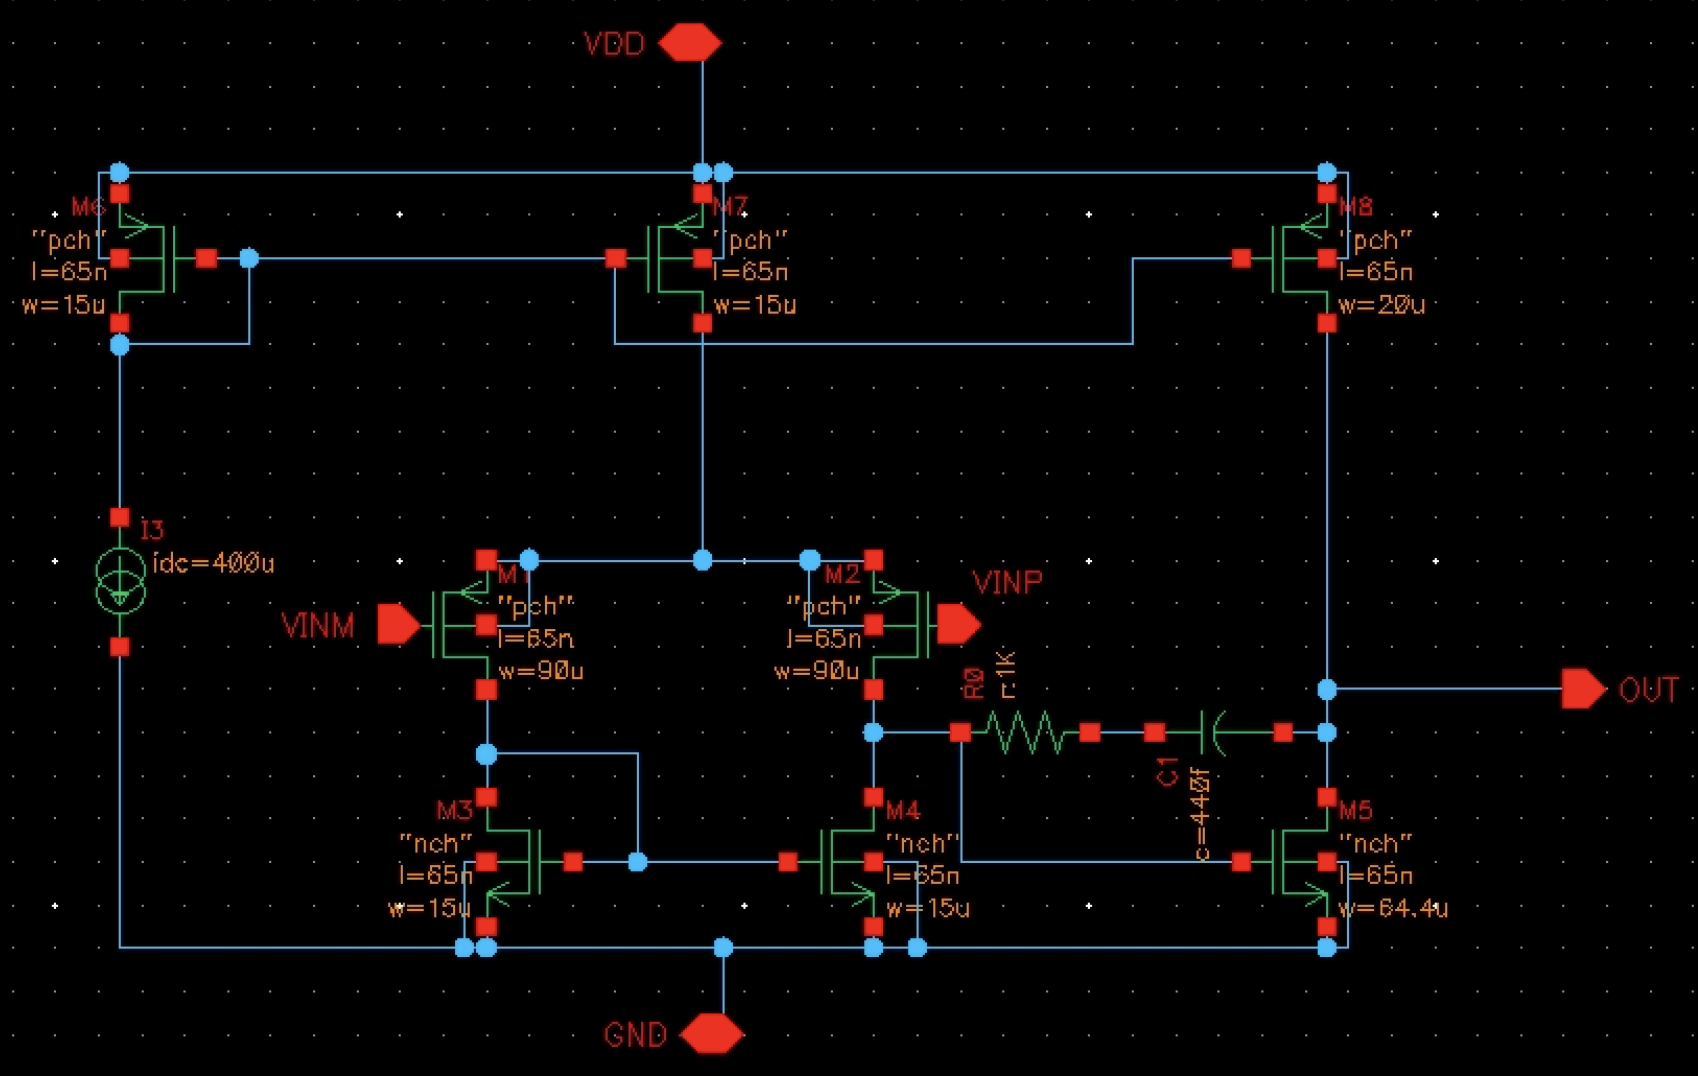 VDD
M6
"pch"
l=65n
w=15u
M7
"pch"
l=65n
w=15u
M8
"pch"
l=65n
w=20u
I3
idc=400u
VINM
M1
"pch"
l=65n
w=90u
M2
"pch"
l=65n
w=90u
VINP
R0
r:1K
C1
c=440f
OUT
M3
"nch"
l=65n
w=15u
M4
"nch"
l=65n
w=15u
M5
"nch"
l=65n
w=64.4u
GND